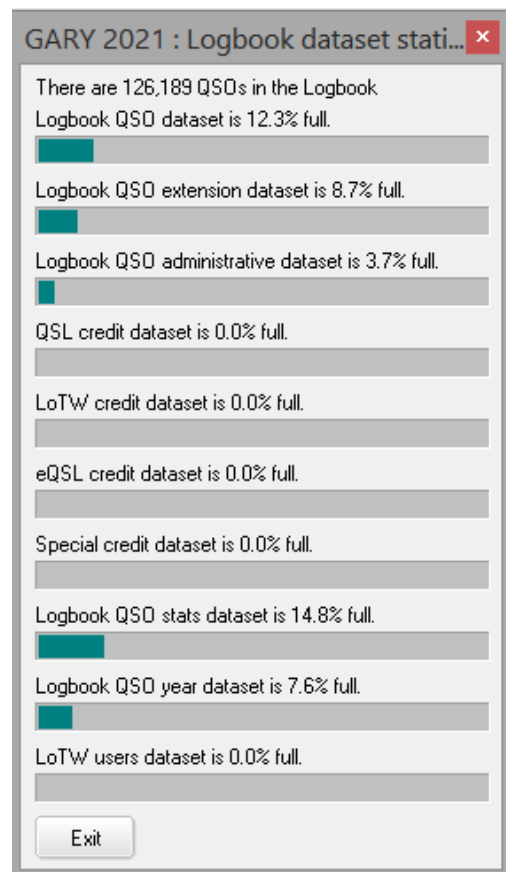 GARY 2021 : Logbook dataset stati...
There are 126,189 QSOs in the Logbook
Logbook QSO dataset is 12.3% full.
Logbook QSO extension dataset is 8.7% full.
Logbook QSO administrative dataset is 3.7% full.
QSL credit dataset is 0.0% full.
LoTW credit dataset is 0.0% full.
eQSL credit dataset is 0.0% full.
Special credit dataset is 0.0% full.
Logbook QSO stats dataset is 14.8% full.
Logbook QSO year dataset is 7.6% full.
LoTW users dataset is 0.0% full.
Exit